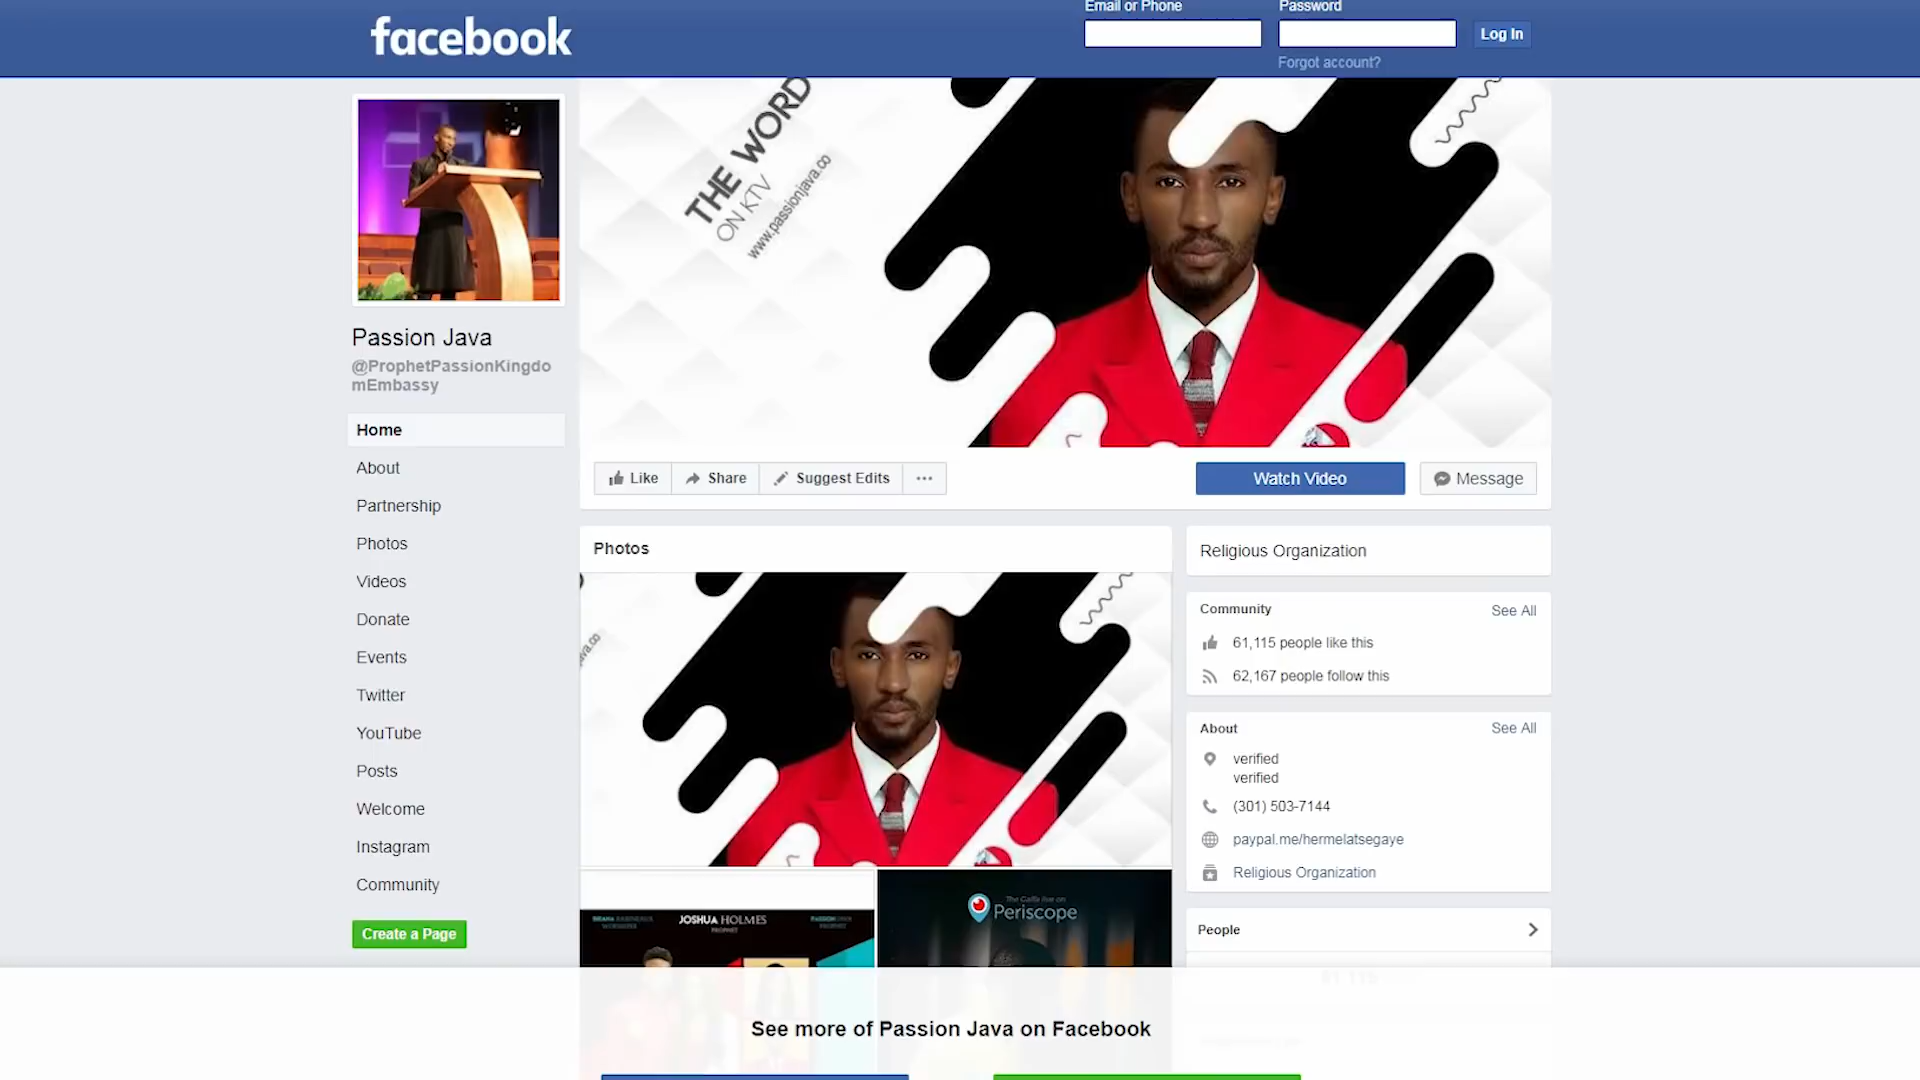 facebook
Email or Phone
Password
Log In
Forgot account?
THE WORD
ON KTV
www.passionjava.co
Passion Java
@ProphetPassionKingdo
mEmbassy
Home
About
Partnership
Photos
Videos
Donate
Events
Twitter
YouTube
Posts
Welcome
Instagram
Community
Create a Page
Like
Share
Suggest Edits
Watch Video
Message
Photos
JOSHUA HOLMES
PROPHET
Periscope
Religious Organization
Community
See All
61,115 people like this
62,167 people follow this
About
See All
verified
verified
(301) 503-7144
paypal.me/hermelatsegaye
Religious Organization
People
See more of Passion Java on Facebook